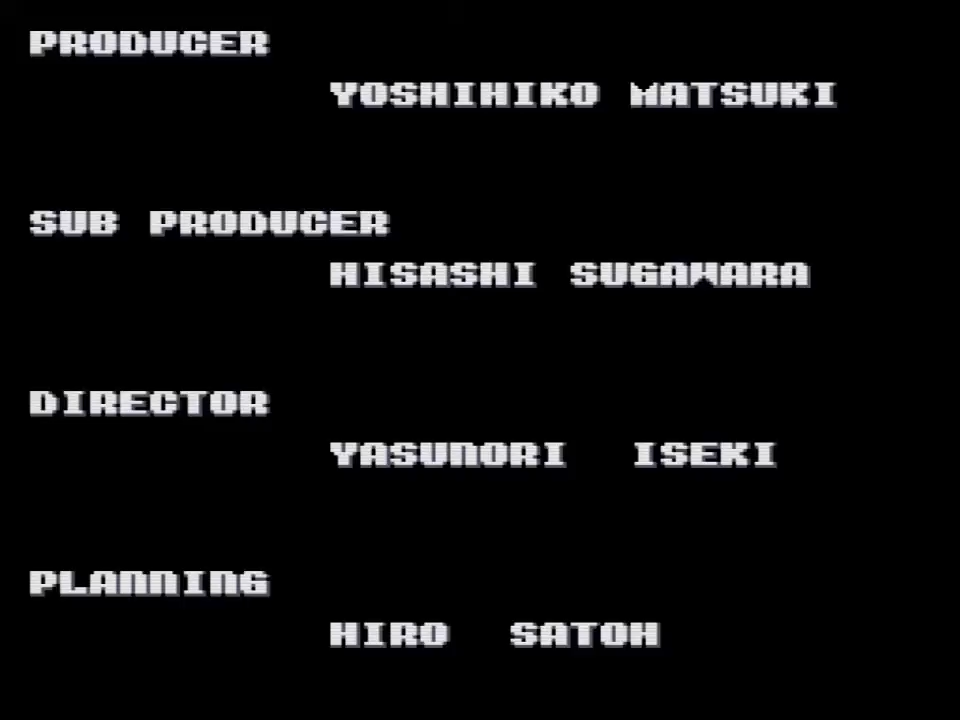 PRODUCER
YOSHIHIKO MATSUKI
SUB PRODUCER
HISASHI SUGAWARA
DIRECTOR
YASUNORI ISEKI
PLANNING
HIRO SATOH